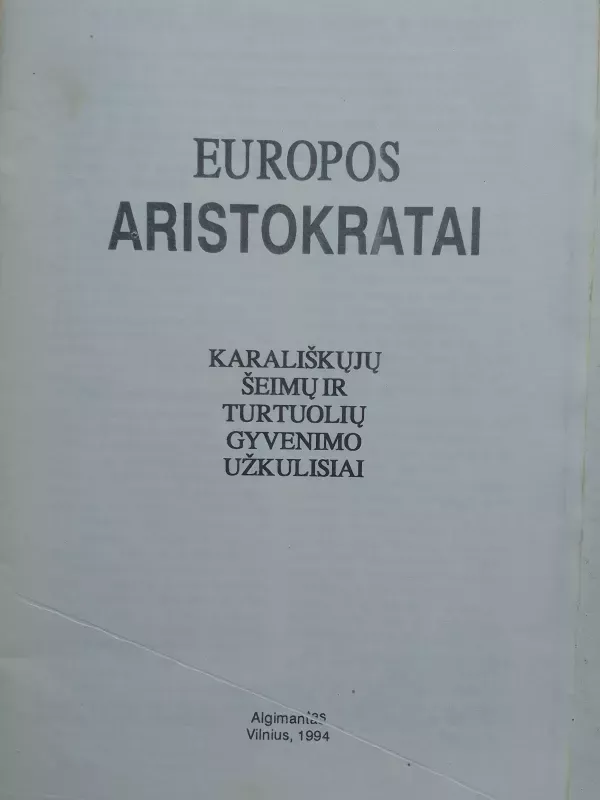 EUROPOS
ARISTOKRATAI
KARALIŠKŲJŲ
ŠEIMŲ IR
TURTUOLIŲ
GYVENIMO
UŽKULISIAI
Algimantas
Vilnius, 1994